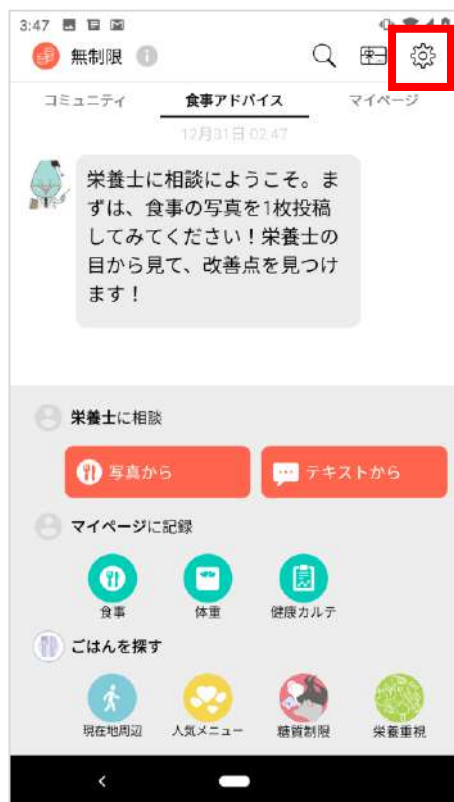 3:47
無制限
コミュニティ
食事アドバイス
マイページ
12月31日 02:47
栄養士に相談にようこそ。ま
ずは、食事の写真を1枚投稿
してみてください！栄養士の
目から見て、改善点を見つけ
ます！
栄養士に相談
写真から
テキストから
マイページに記録
食事
体重
健康カルテ
ごはんを探す
現在地周辺
人気メニュー
糖質制限
栄養重視